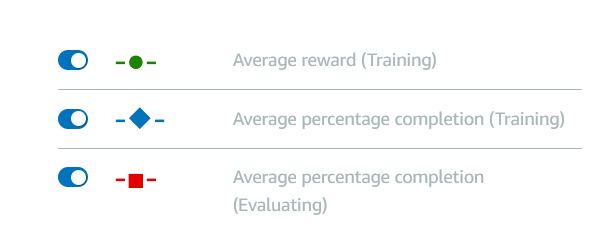 Average reward (Training)
Average percentage completion (Training)
Average percentage completion
(Evaluating)